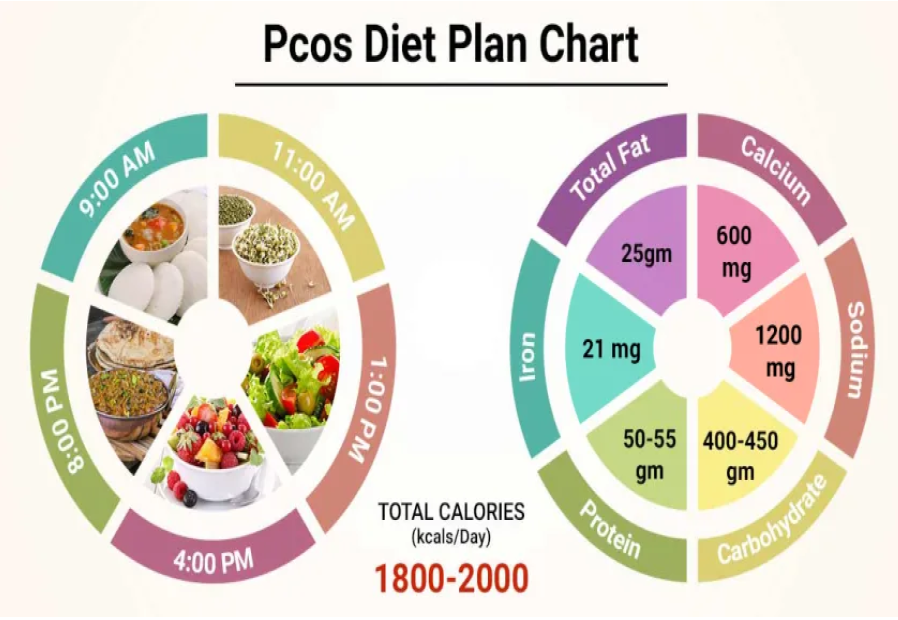 Pcos Diet Plan Chart
9:00 AM
11:00 AM
1:00 PM
4:00 PM
8:00 PM
TOTAL CALORIES
(kcals/Day)
1800-2000
Total Fat
25gm
Calcium
600
mg
Sodium
1200
mg
Carbohydrate
400-450
gm
Protein
50-55
gm
Iron
21 mg